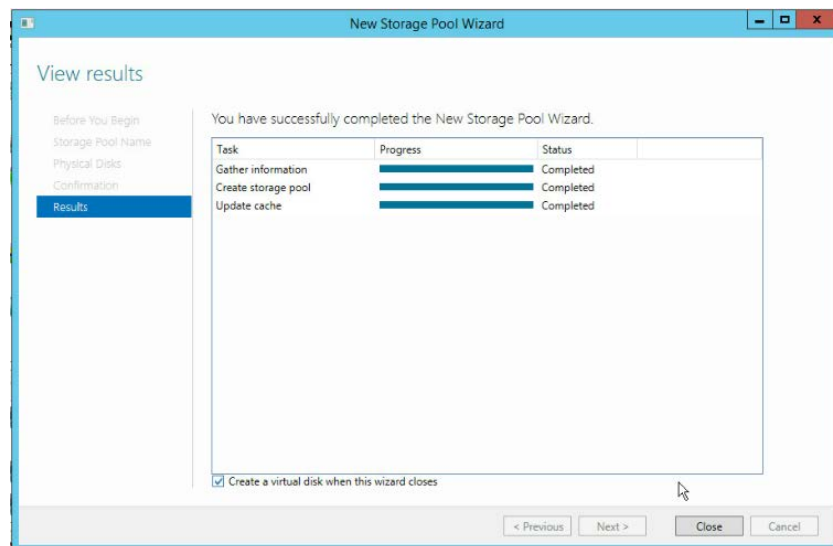 New Storage Pool Wizard
View results
Before You Begin
Storage Pool Name
Physical Disks
Confirmation
Results
You have successfully completed the New Storage Pool Wizard.
Task Progress Status
Gather information Completed
Create storage pool Completed
Update cache Completed
Create a virtual disk when this wizard closes
< Previous Next > Close Cancel